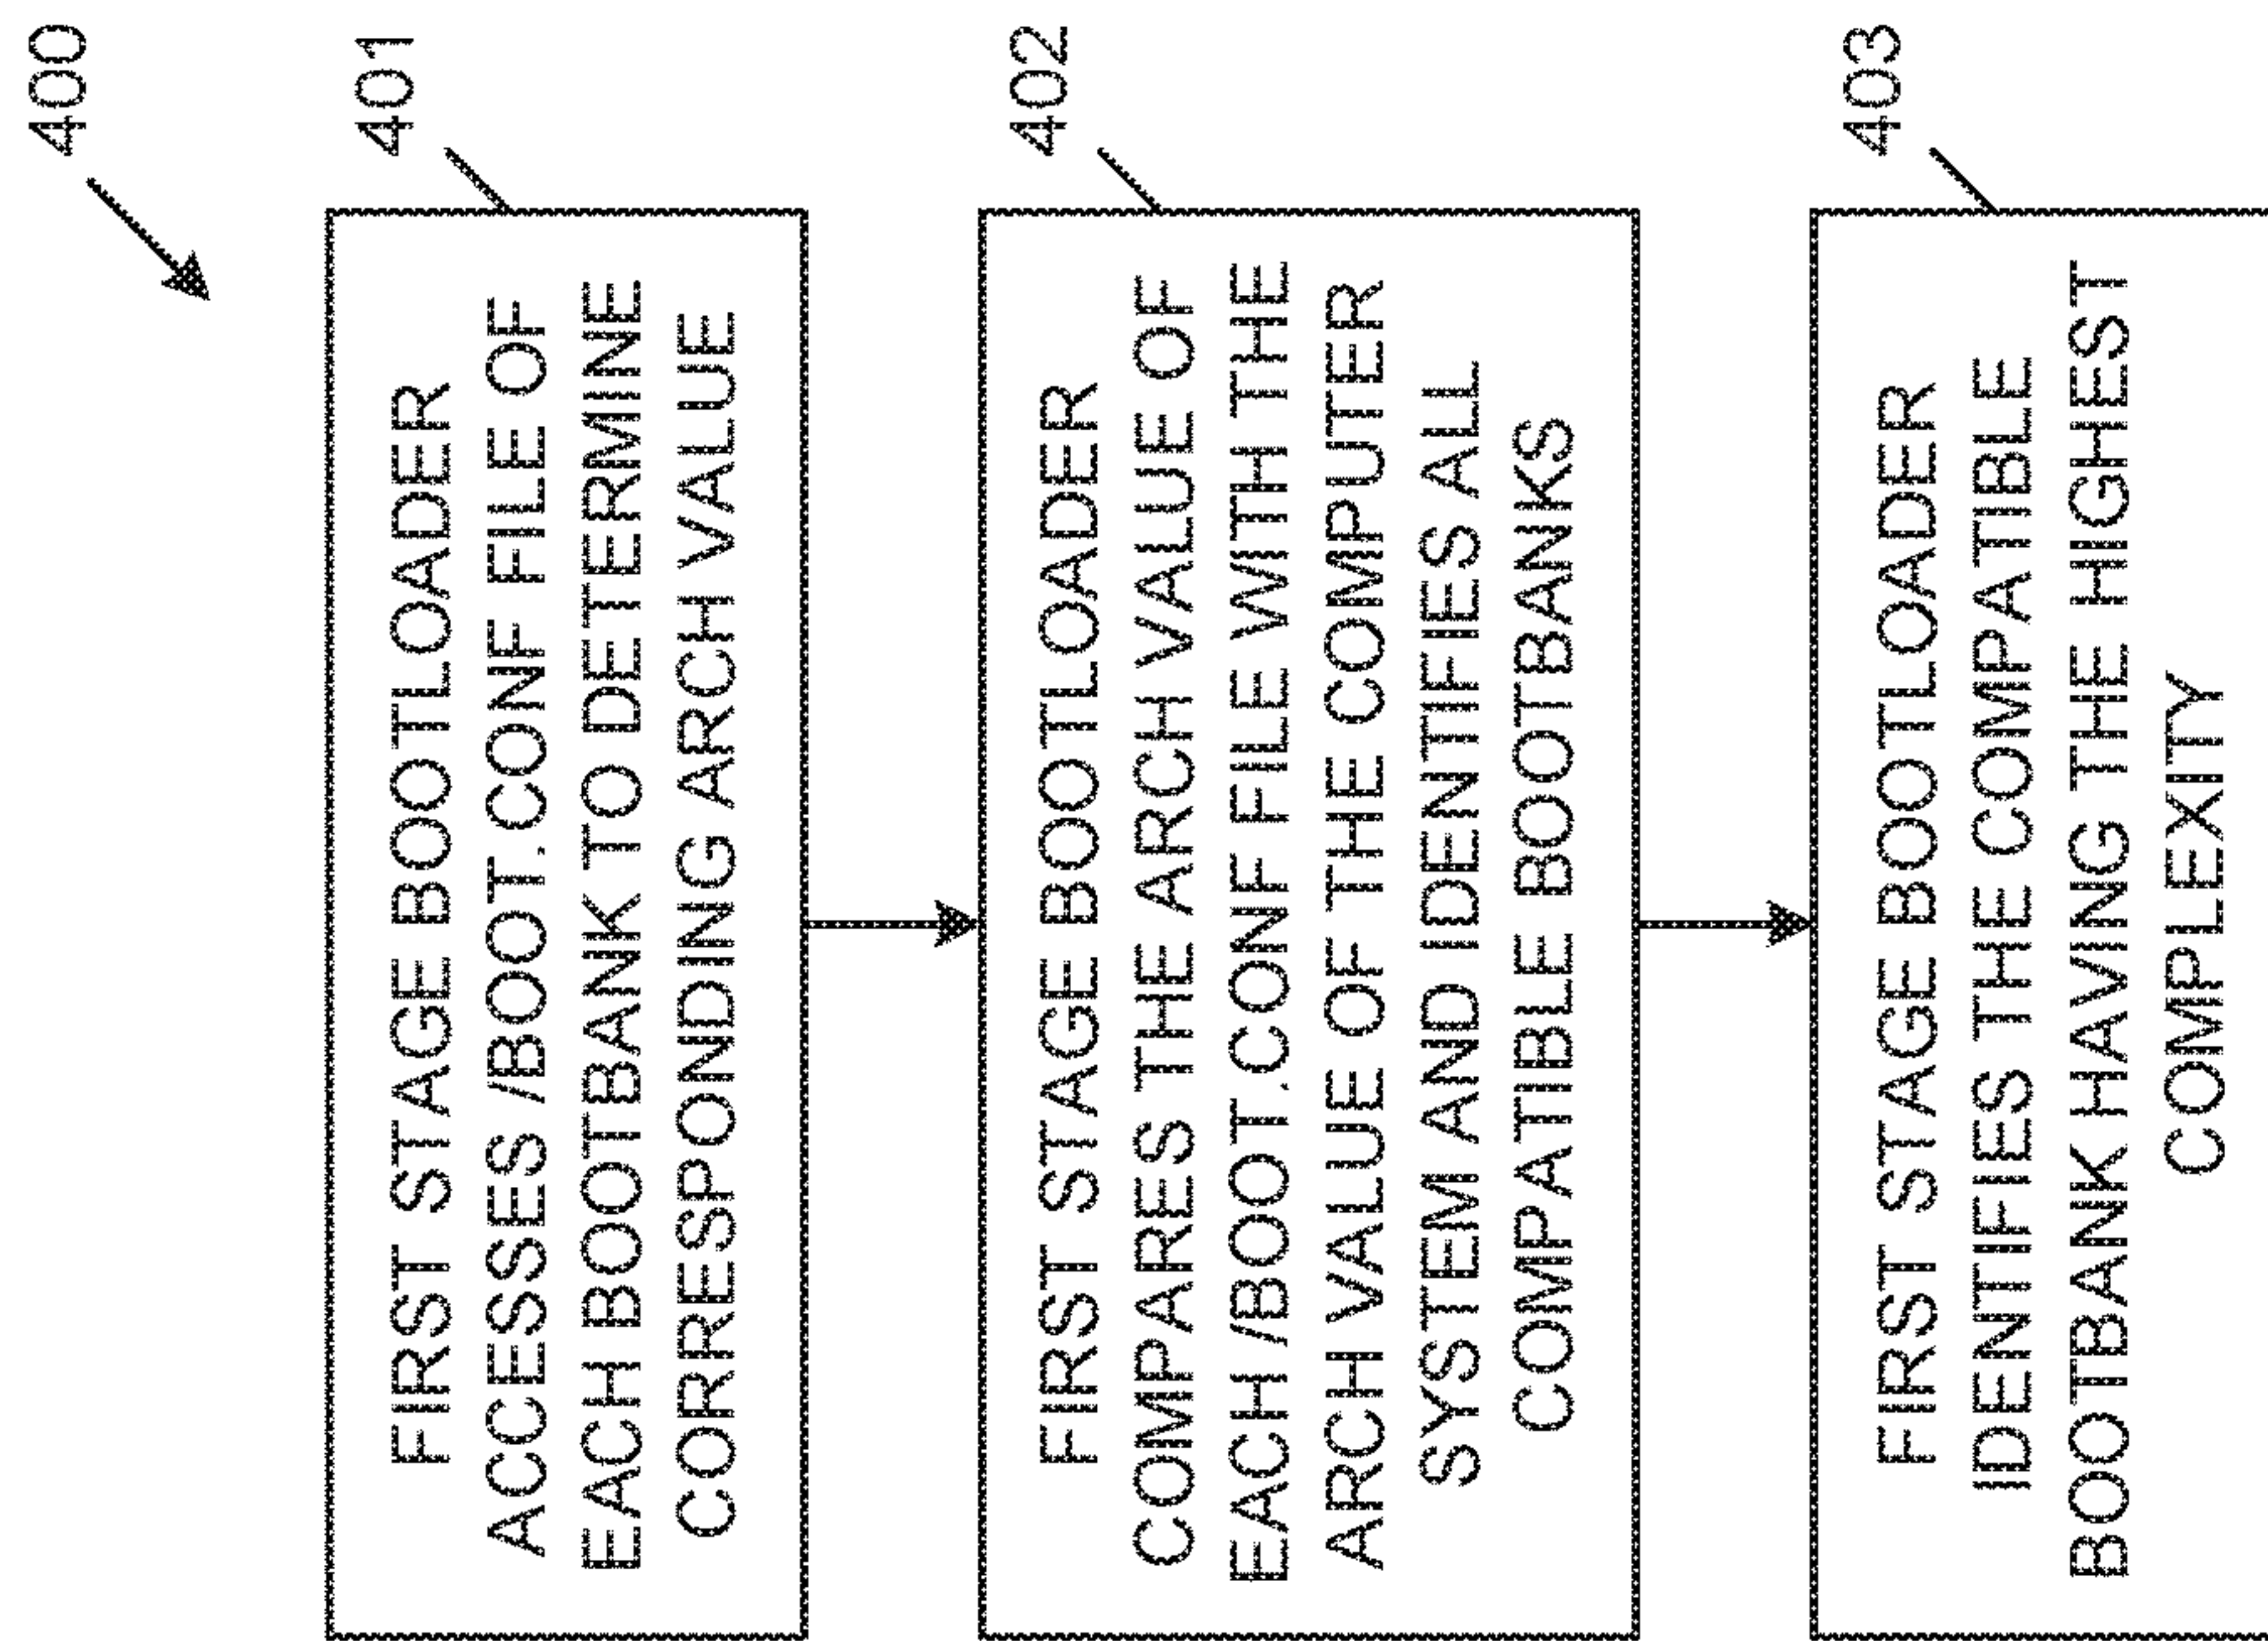 400
401
FIRST STAGE BOOTLOADER
ACCESSES /BOOT.CONF FILE OF
EACH BOOTBANK TO DETERMINE
CORRESPONDING ARCH VALUE
402
FIRST STAGE BOOTLOADER
COMPARES THE ARCH VALUE OF
EACH /BOOT.CONF FILE WITH THE
ARCH VALUE OF THE COMPUTER
SYSTEM AND IDENTIFIES ALL
COMPATIBLE BOOTBANKS
403
FIRST STAGE BOOTLOADER
IDENTIFIES THE COMPATIBLE
BOOTBANK HAVING THE HIGHEST
COMPLEXITY